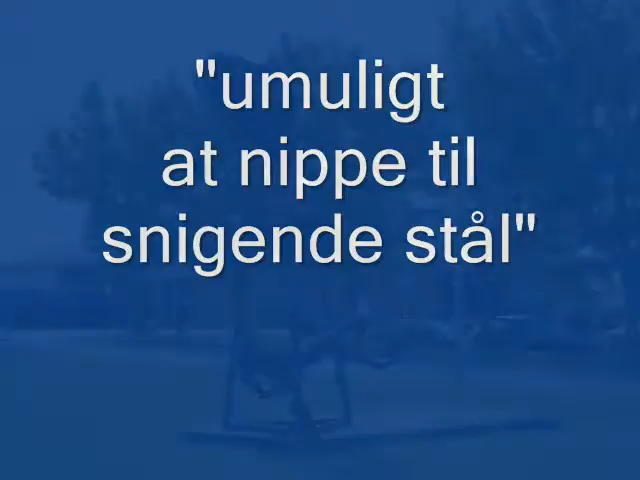 "umuligt
at nippe til
snigende stål"